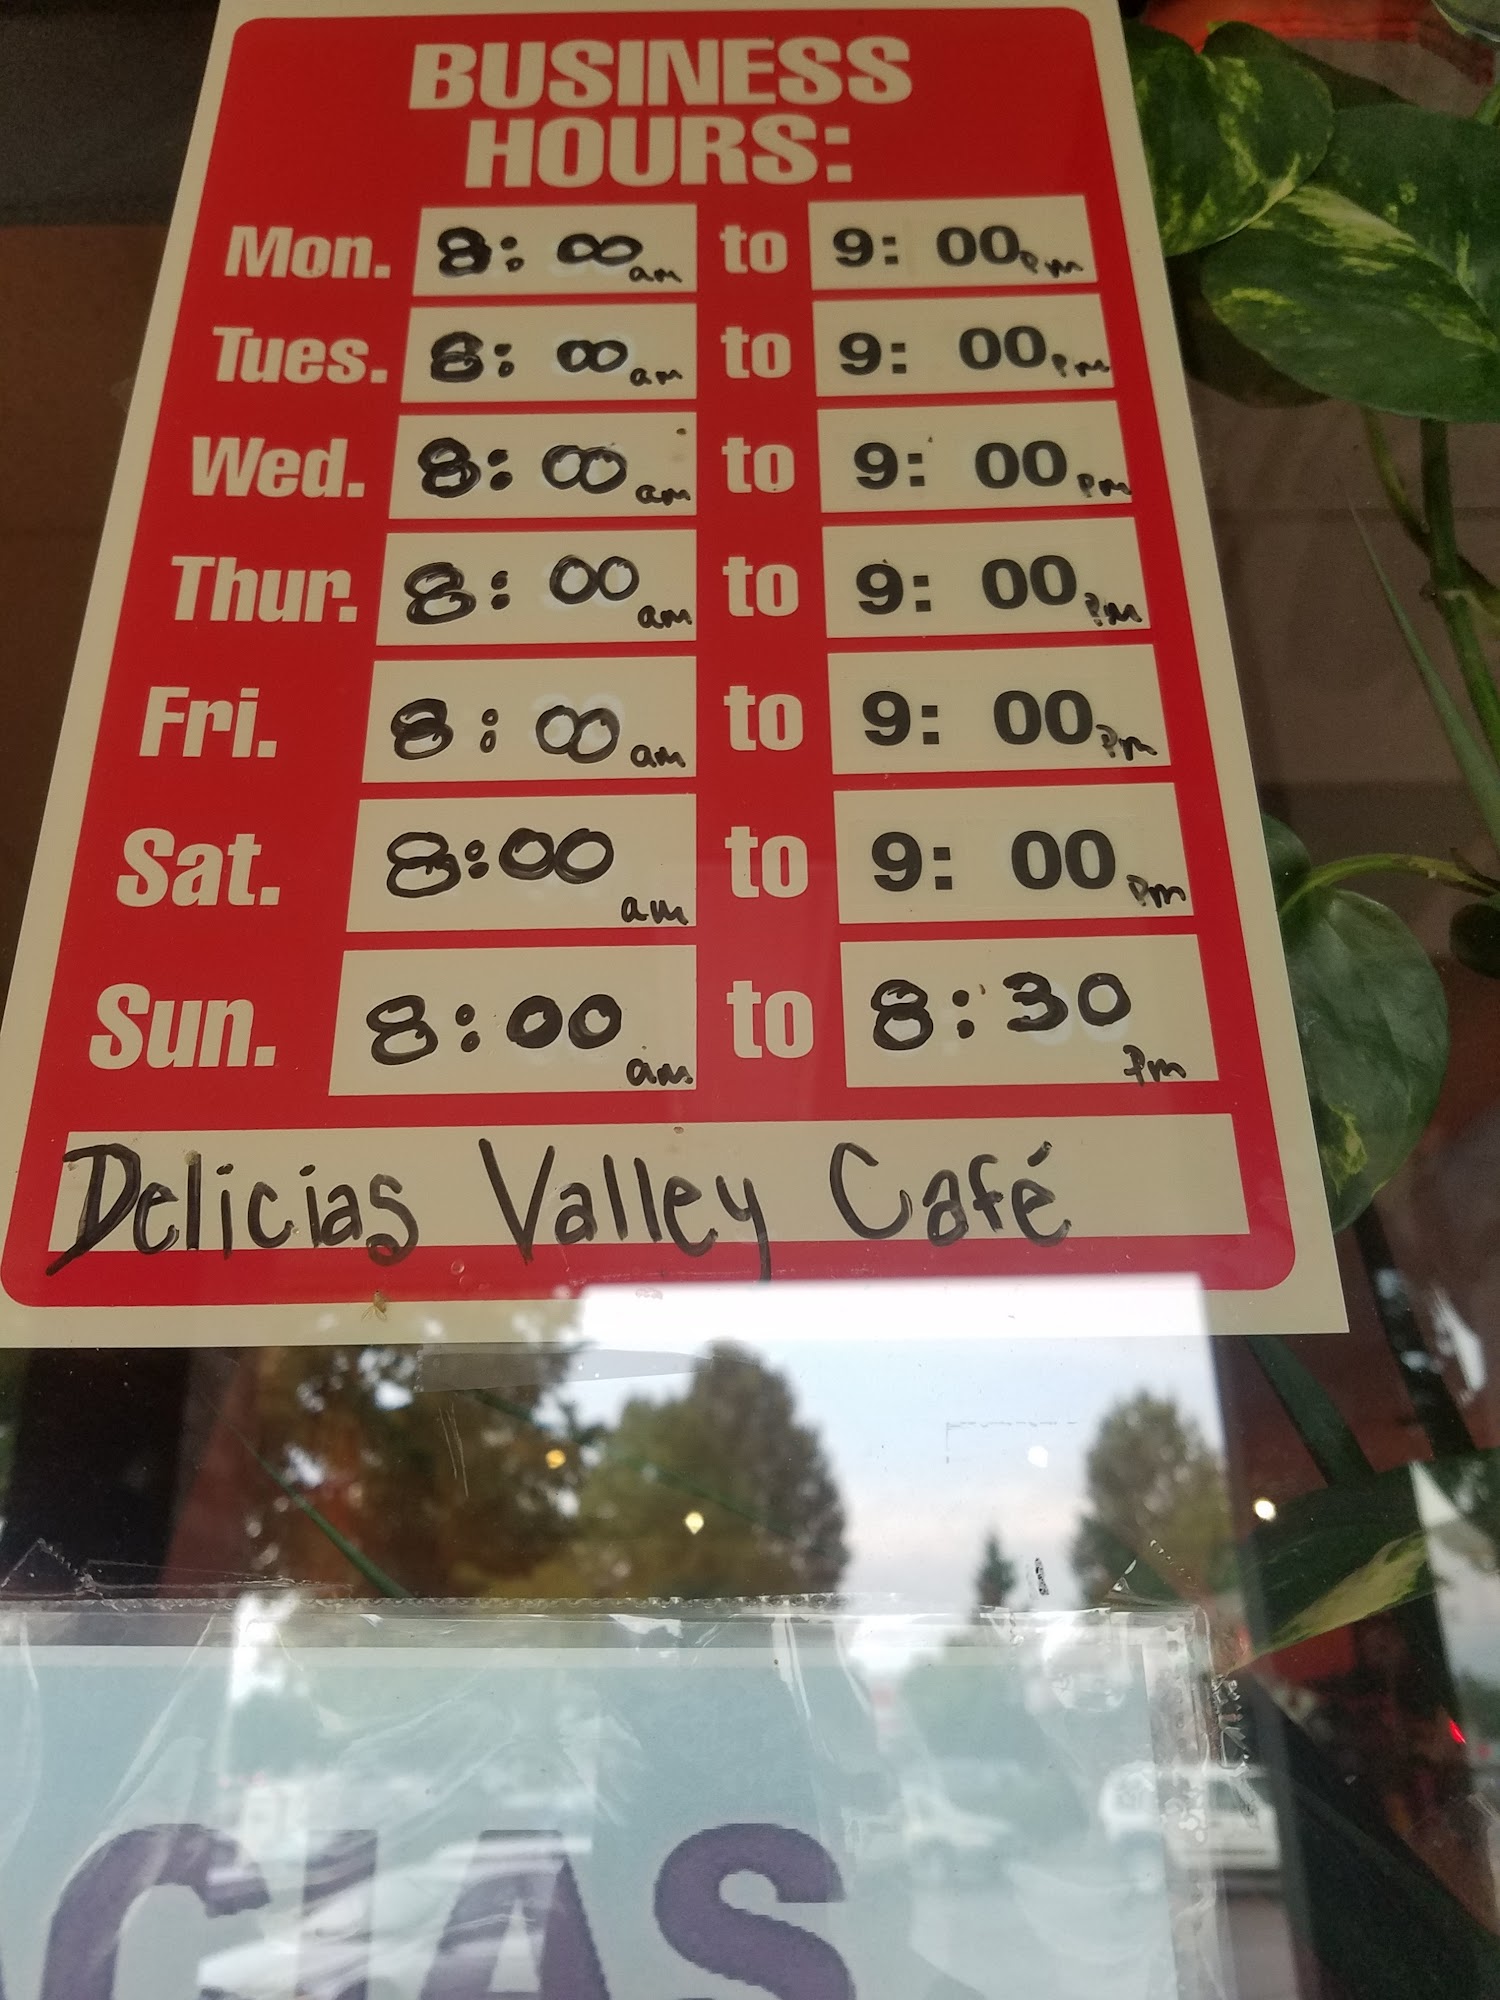 BUSINESS
HOURS:
Mon. 8:00am to 9:00pm
Tues. 8:00am to 9:00pm
Wed. 8:00am to 9:00pm
Thur. 8:00am to 9:00pm
Fri. 8:00am to 9:00pm
Sat. 8:00am to 9:00pm
Sun. 8:00am to 8:30pm
Delicias Valley Café
CIAS